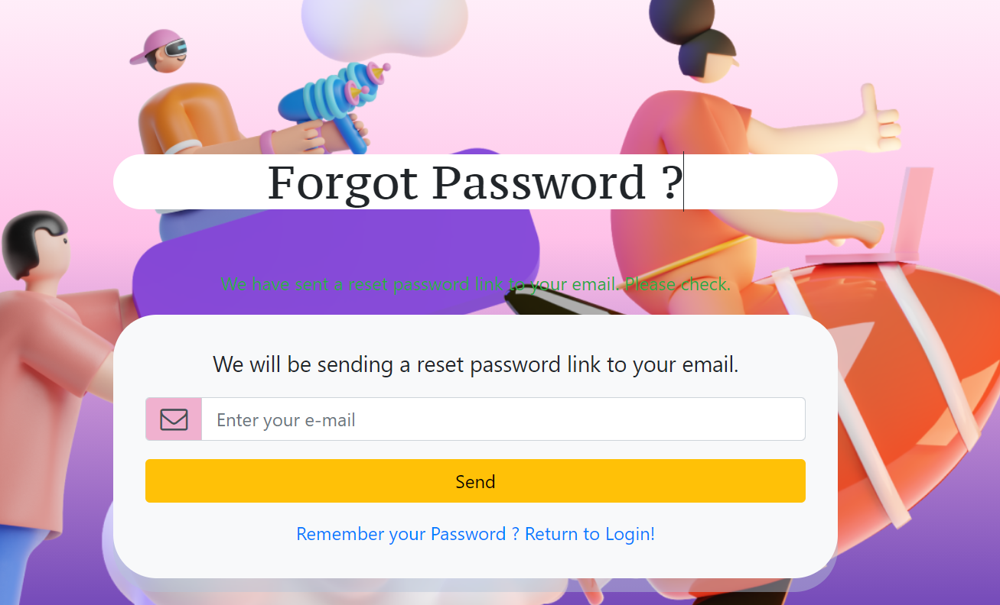 Forgot Password ?
We have sent a reset password link to your email. Please check.
We will be sending a reset password link to your email.
Enter your e-mail
Send
Remember your Password ? Return to Login!